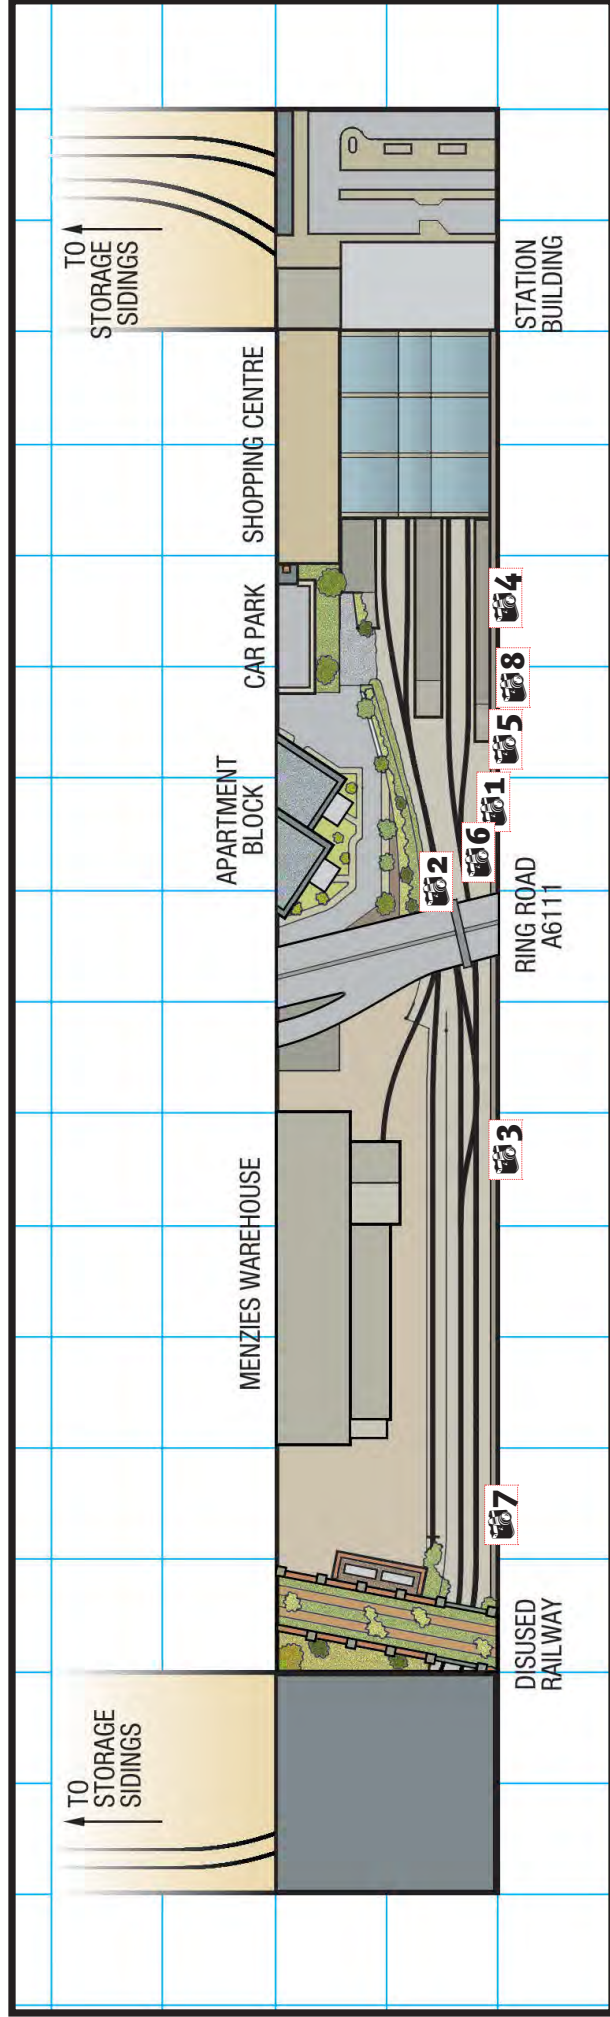 TO
STORAGE
SIDINGS
SHOPPING CENTRE
CAR PARK
APARTMENT
BLOCK
MENZIES WAREHOUSE
TO
STORAGE
SIDINGS
STATION
BUILDING
4
8
5
1
6
2
RING ROAD
A6111
3
7
DISUSED
RAILWAY